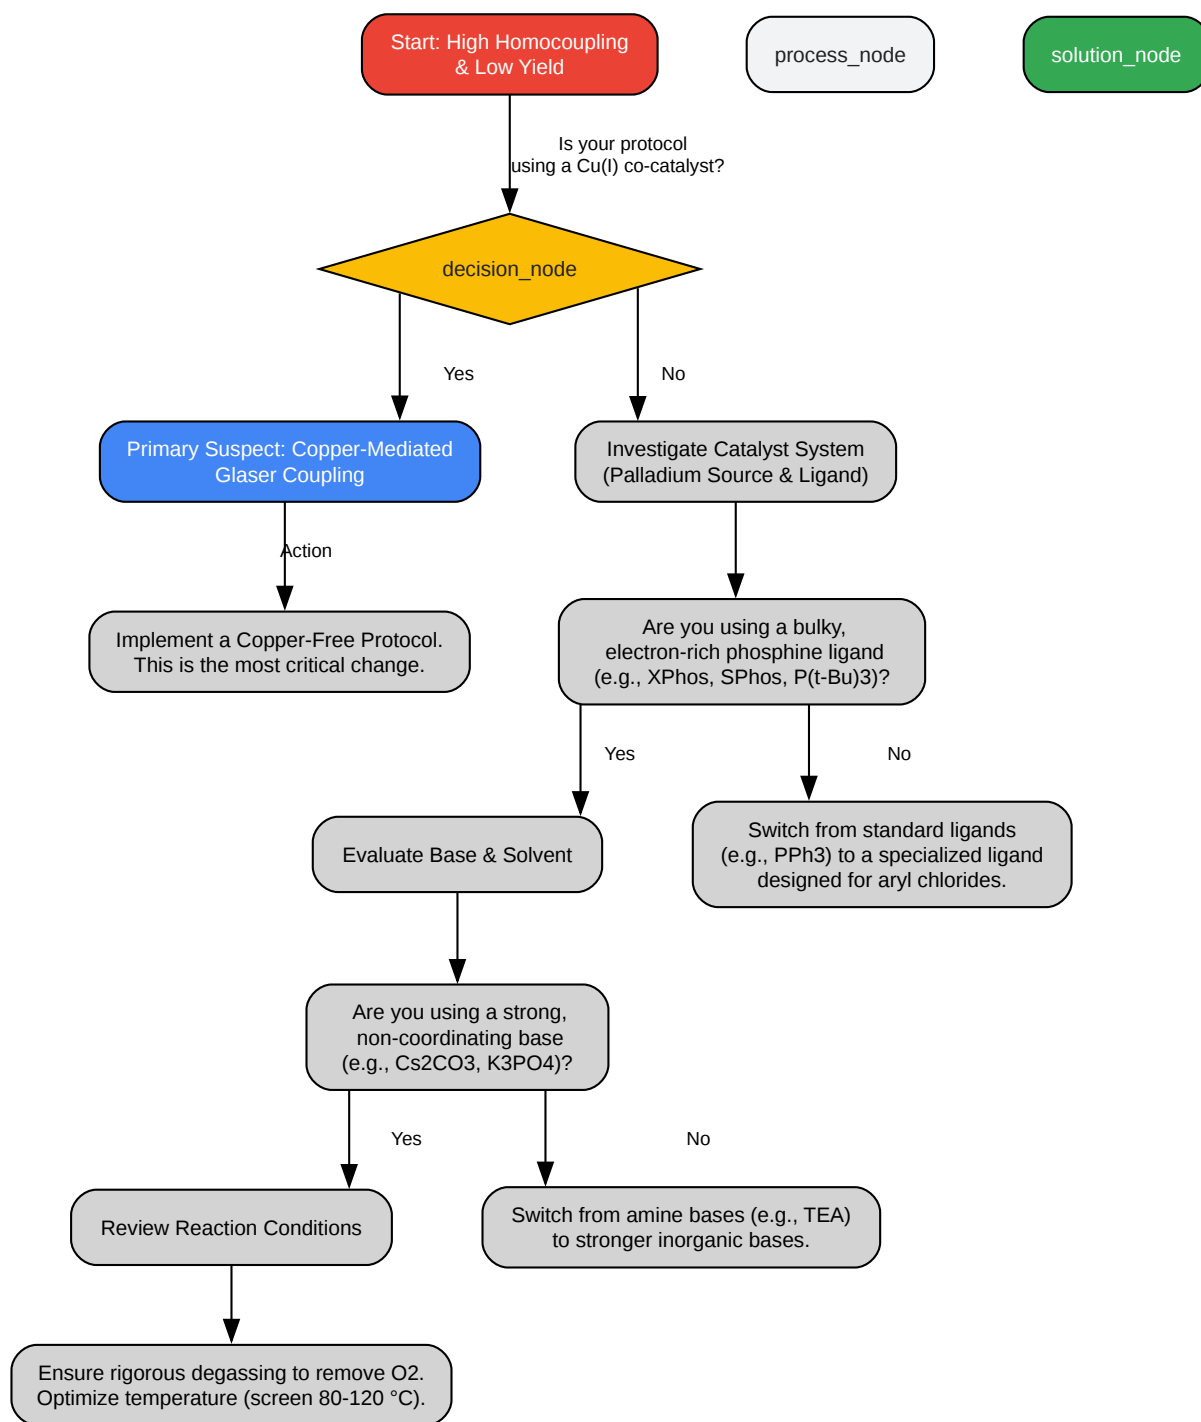 Start: High Homocoupling
& Low Yield
process_node
solution_node
Is your protocol
using a Cu(I) co-catalyst?
decision_node
Yes
No
Primary Suspect: Copper-Mediated
Glaser Coupling
Investigate Catalyst System
(Palladium Source & Ligand)
Action
Implement a Copper-Free Protocol.
This is the most critical change.
Are you using a bulky,
electron-rich phosphine ligand
(e.g., XPhos, SPhos, P(t-Bu)3)?
Yes
No
Evaluate Base & Solvent
Switch from standard ligands
(e.g., PPh3) to a specialized ligand
designed for aryl chlorides.
Are you using a strong,
non-coordinating base
(e.g., Cs2CO3, K3PO4)?
Yes
No
Review Reaction Conditions
Switch from amine bases (e.g., TEA)
to stronger inorganic bases.
Ensure rigorous degassing to remove O2.
Optimize temperature (screen 80-120 °C).